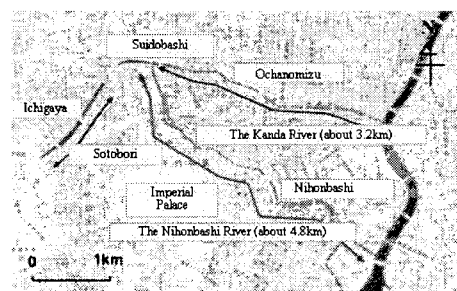 Suidobashi
Ochanomizu
Ichigaya
The Kanda River (about 3.2km)
Sotobori
Imperial
Palace
Nihonbashi
The Nihonbashi River (about 4.8km)
0 1km